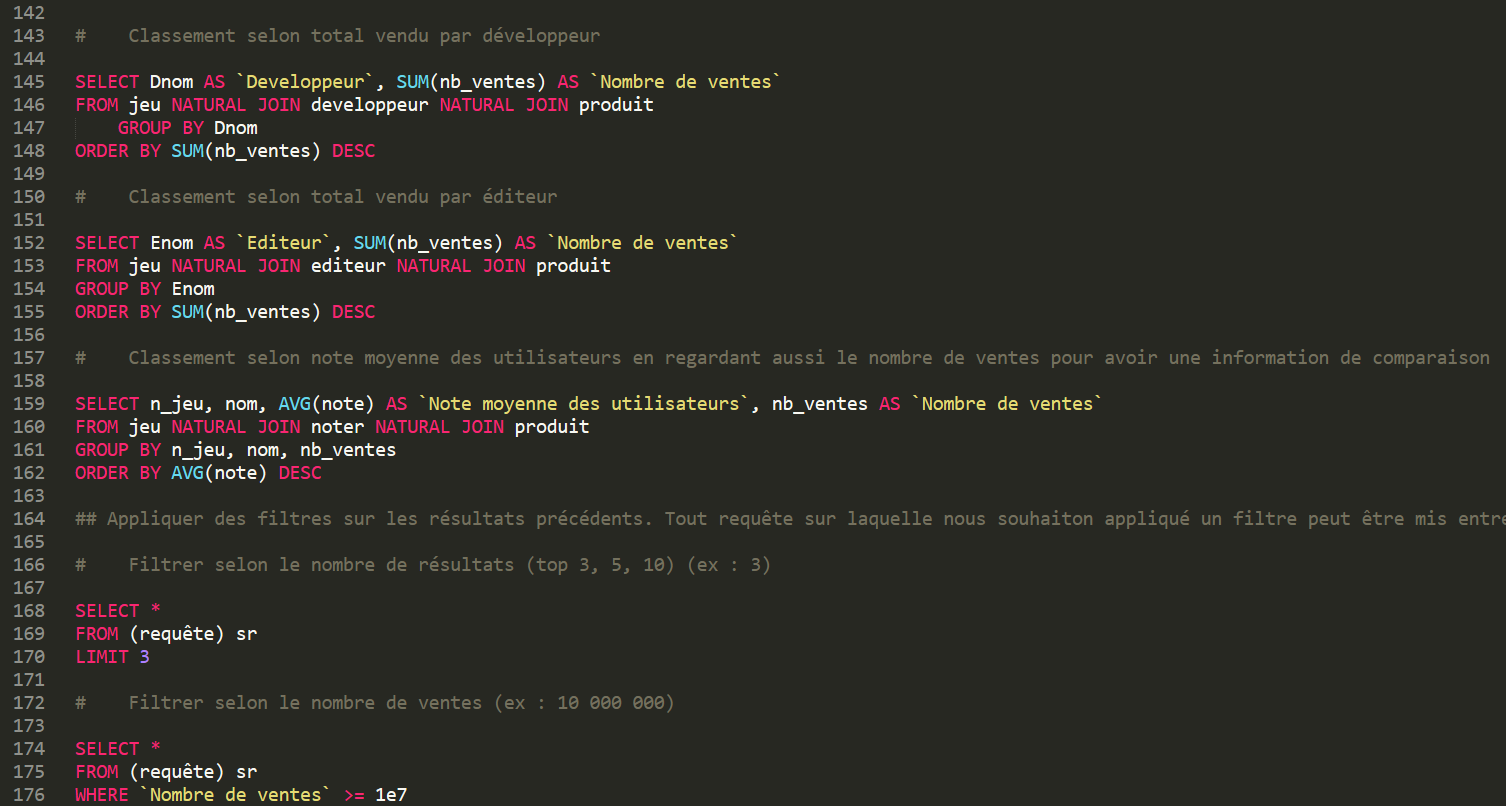 142
143 #    Classement selon total vendu par développeur
144
145 SELECT Dnom AS `Developpeur`, SUM(nb_ventes) AS `Nombre de ventes`
146 FROM jeu NATURAL JOIN developpeur NATURAL JOIN produit
147     GROUP BY Dnom
148 ORDER BY SUM(nb_ventes) DESC
149
150 #    Classement selon total vendu par éditeur
151
152 SELECT Enom AS `Editeur`, SUM(nb_ventes) AS `Nombre de ventes`
153 FROM jeu NATURAL JOIN editeur NATURAL JOIN produit
154 GROUP BY Enom
155 ORDER BY SUM(nb_ventes) DESC
156
157 #    Classement selon note moyenne des utilisateurs en regardant aussi le nombre de ventes pour avoir une information de comparaison
158
159 SELECT n_jeu, nom, AVG(note) AS `Note moyenne des utilisateurs`, nb_ventes AS `Nombre de ventes`
160 FROM jeu NATURAL JOIN noter NATURAL JOIN produit
161 GROUP BY n_jeu, nom, nb_ventes
162 ORDER BY AVG(note) DESC
163
164 ## Appliquer des filtres sur les résultats précédents. Tout requête sur laquelle nous souhaiton appliqué un filtre peut être mis entre
165
166 #    Filtrer selon le nombre de résultats (top 3, 5, 10) (ex : 3)
167
168 SELECT *
169 FROM (requête) sr
170 LIMIT 3
171
172 #    Filtrer selon le nombre de ventes (ex : 10 000 000)
173
174 SELECT *
175 FROM (requête) sr
176 WHERE `Nombre de ventes` >= 1e7